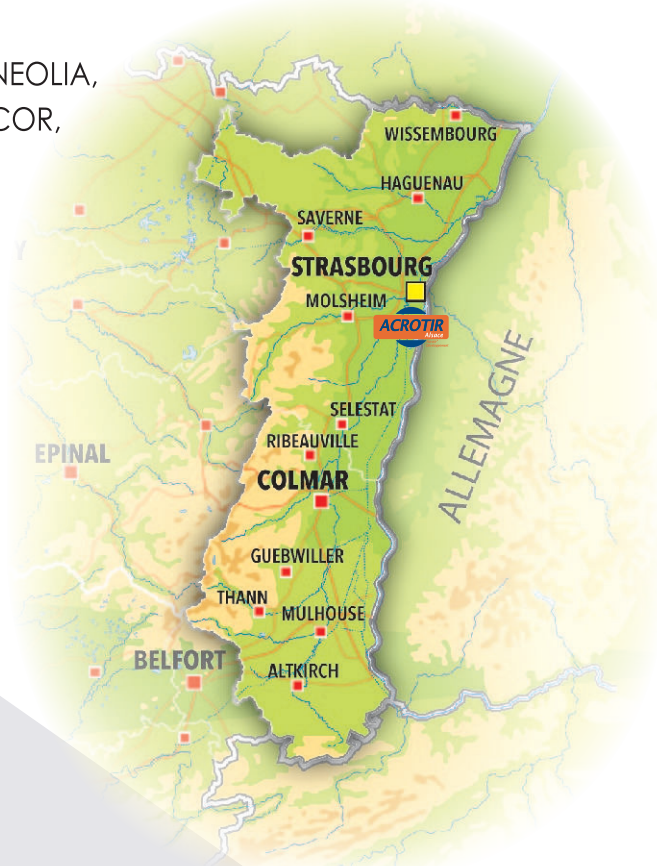 NEOLIA,
COR,
WISSEMBOURG
HAGUENAU
SAVERNE
STRASBOURG
MOLSHEIM
ACROTIR
Alsace
ALLEMAGNE
SELESTAT
RIBEAUVILLE
EPINAL
COLMAR
GUEBWILLER
THANN
MULHOUSE
BELFORT
ALTKIRCH